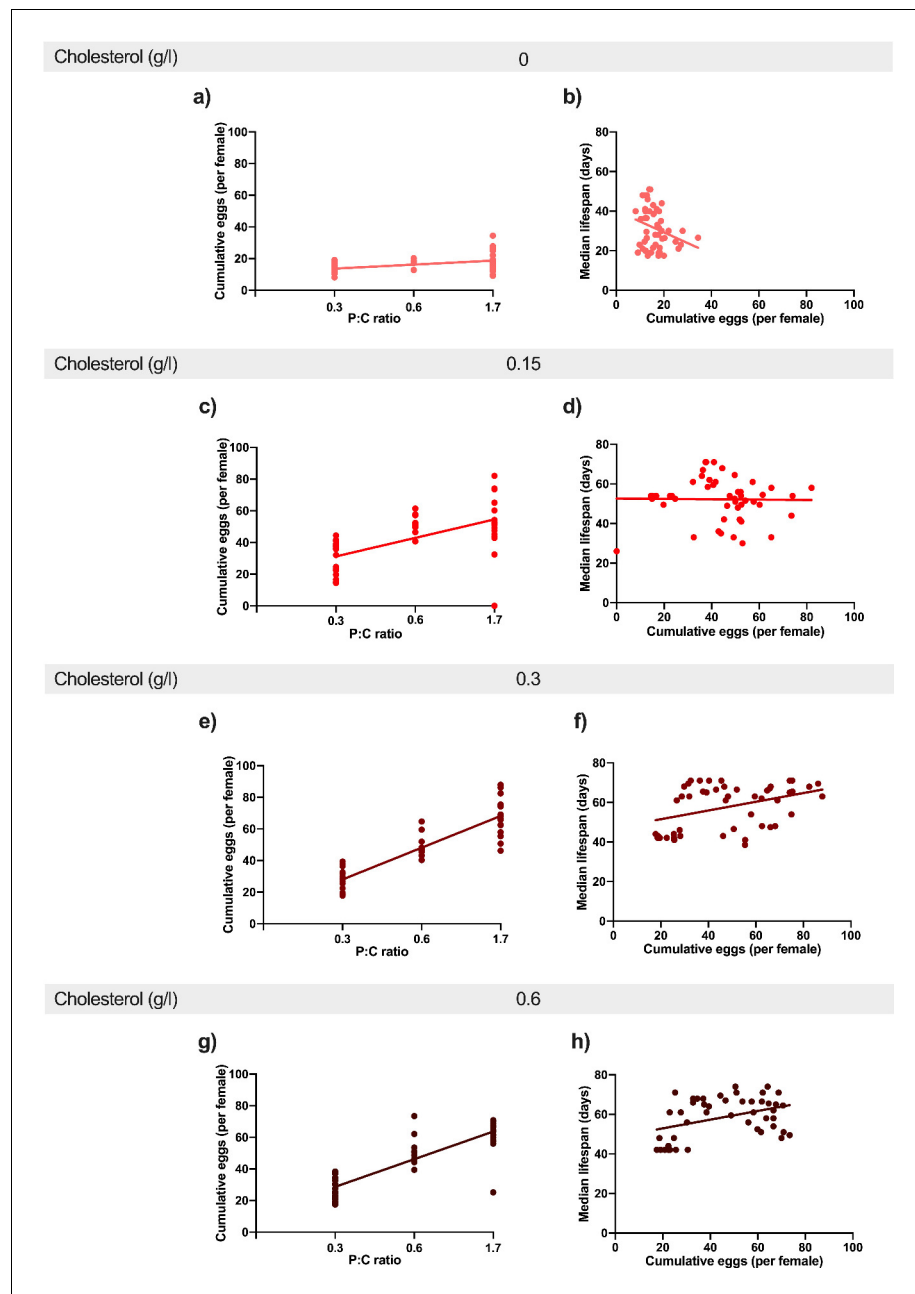 Cholesterol (g/l) 0
a) b)
Cumulative eggs (per female)
100
80
60
40
20
0
0.3 0.6 1.7
P:C ratio
Median lifespan (days)
80
60
40
20
0
0 20 40 60 80 100
Cumulative eggs (per female)
Cholesterol (g/l) 0.15
c) d)
Cumulative eggs (per female)
100
80
60
40
20
0
0.3 0.6 1.7
P:C ratio
Median lifespan (days)
80
60
40
20
0
0 20 40 60 80 100
Cumulative eggs (per female)
Cholesterol (g/l) 0.3
e) f)
Cumulative eggs (per female)
100
80
60
40
20
0
0.3 0.6 1.7
P:C ratio
Median lifespan (days)
80
60
40
20
0
0 20 40 60 80 100
Cumulative eggs (per female)
Cholesterol (g/l) 0.6
g) h)
Cumulative eggs (per female)
100
80
60
40
20
0
0.3 0.6 1.7
P:C ratio
Median lifespan (days)
80
60
40
20
0
0 20 40 60 80 100
Cumulative eggs (per female)